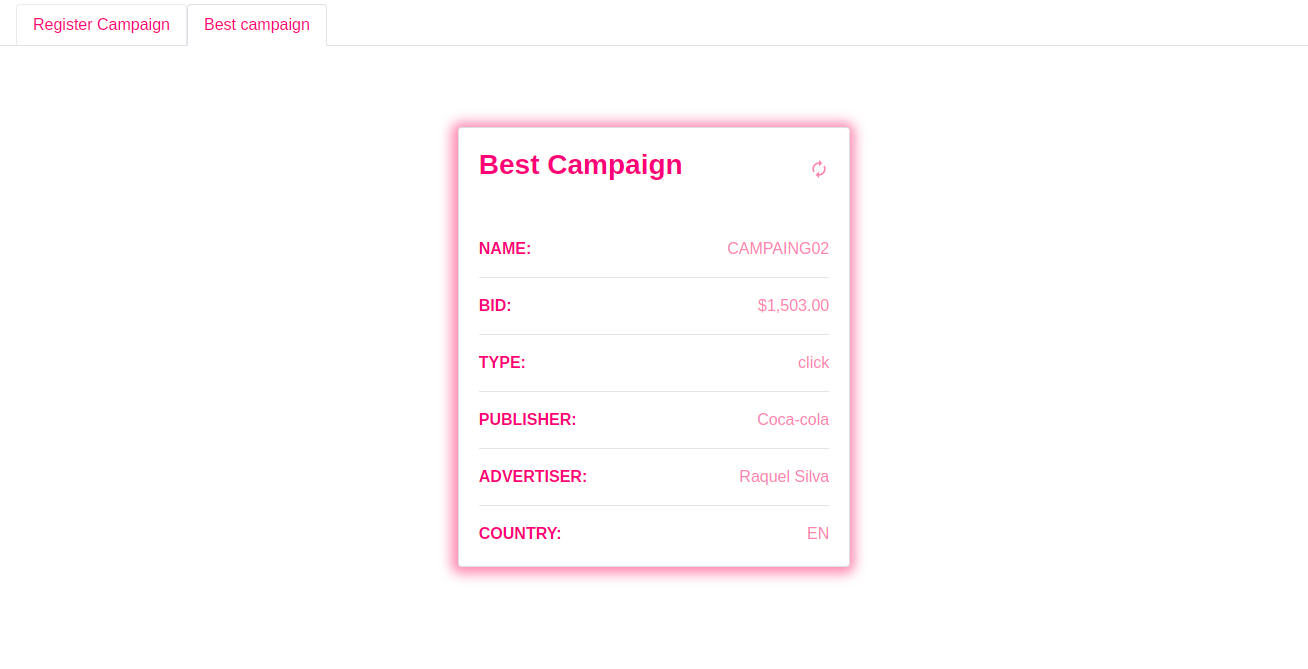 Register Campaign
Best campaign
Best Campaign
NAME: CAMPAING02
BID: $1,503.00
TYPE: click
PUBLISHER: Coca-cola
ADVERTISER: Raquel Silva
COUNTRY: EN